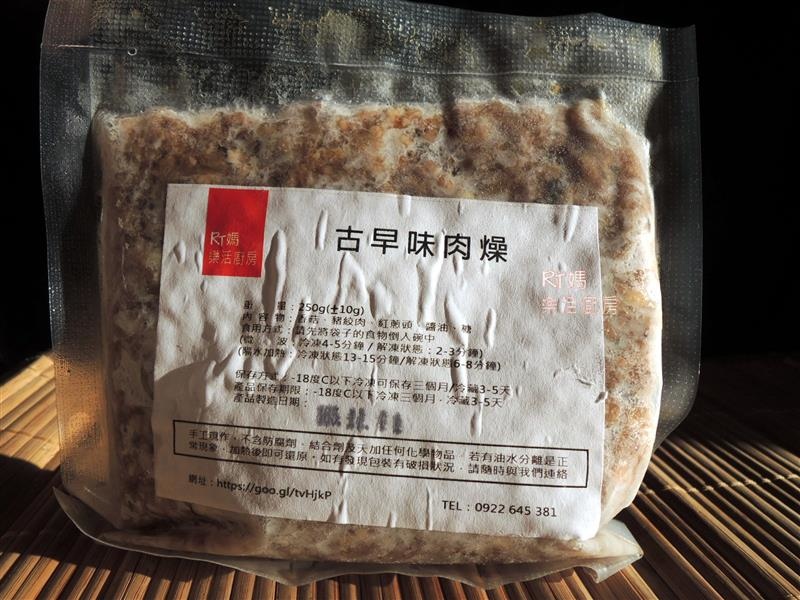 RT媽
樂活廚房
古早味肉燥
RT媽
樂活廚房
重　　量：250g(±10g)
內 容 物：香菇、豬絞肉、紅蔥頭、醬油、糖
食用方式：請先將袋子的食物倒入碗中
(微　　波：冷凍4-5分鐘 / 解凍狀態：2-3分鐘)
(隔水加熱：冷凍狀態13-15分鐘/解凍狀態6-8分鐘)
保存方式：-18度C以下冷凍可保存三個月/冷藏3-5天
產品保存期限：-18度C以下冷凍三個月，冷藏3-5天
產品製造日期：
手工現作，不含防腐劑、結合劑及天加任何化學物品，若有油水分離是正
常現象，加熱後即可還原。如有發現包裝有破損狀況，請隨時與我們連絡
網址：https://goo.gl/tvHjkP
TEL：0922 645 381